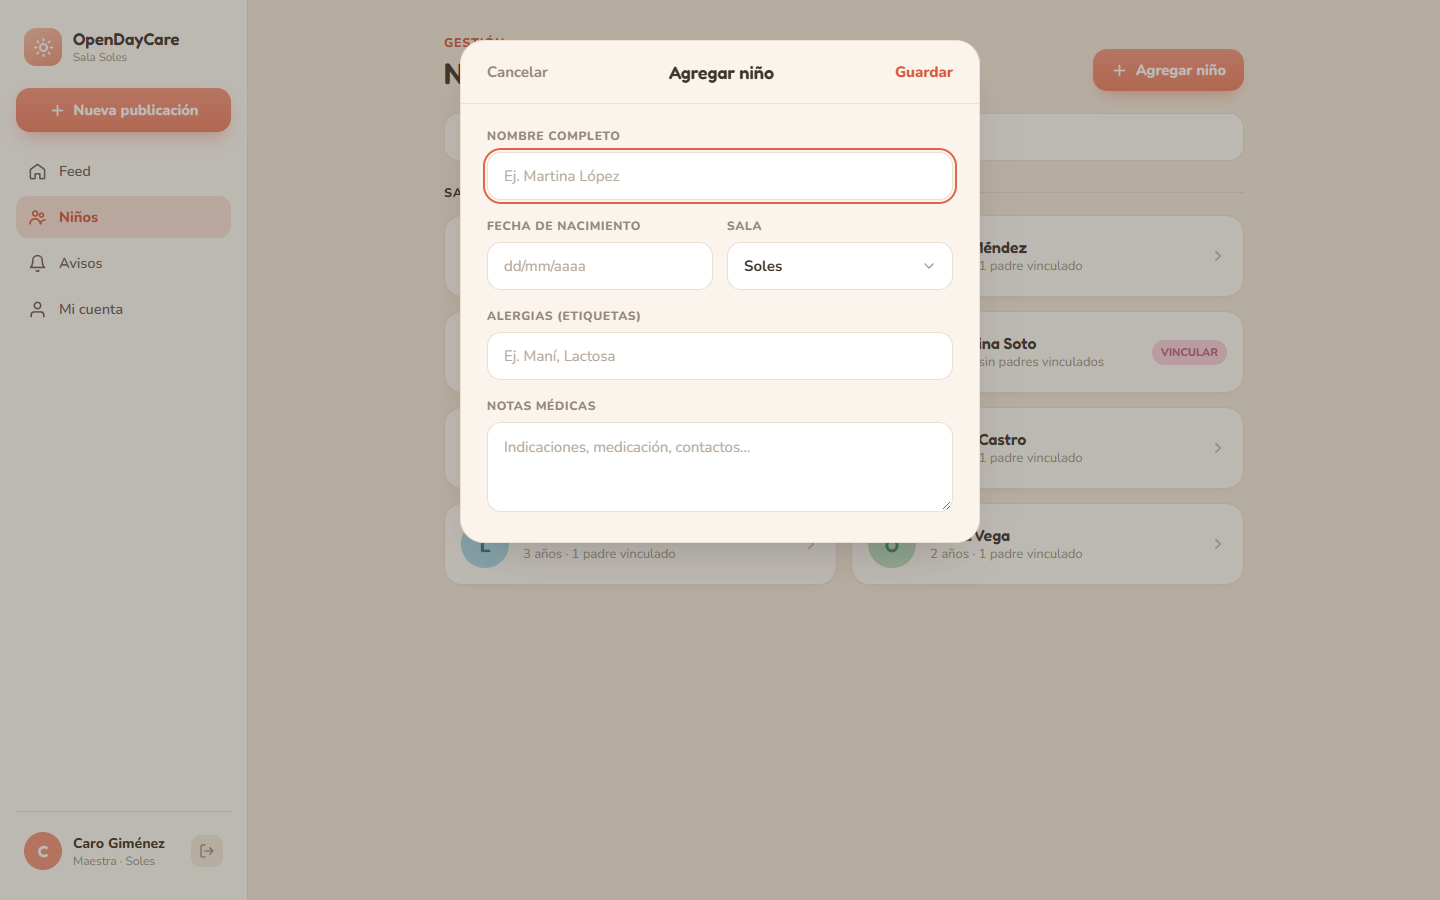 OpenDayCare
Sala Soles
Nueva publicación
Feed
Niños
Avisos
Mi cuenta
Caro Giménez
Maestra · Soles
Agregar niño
Cancelar
Agregar niño
Guardar
NOMBRE COMPLETO
Ej. Martina López
FECHA DE NACIMIENTO
SALA
dd/mm/aaaa
Soles
ALERGIAS (ETIQUETAS)
Ej. Maní, Lactosa
NOTAS MÉDICAS
Indicaciones, medicación, contactos...
1 padre vinculado
Soto
sin padres vinculados
VINCULAR
Castro
1 padre vinculado
3 años · 1 padre vinculado
Vega
2 años · 1 padre vinculado